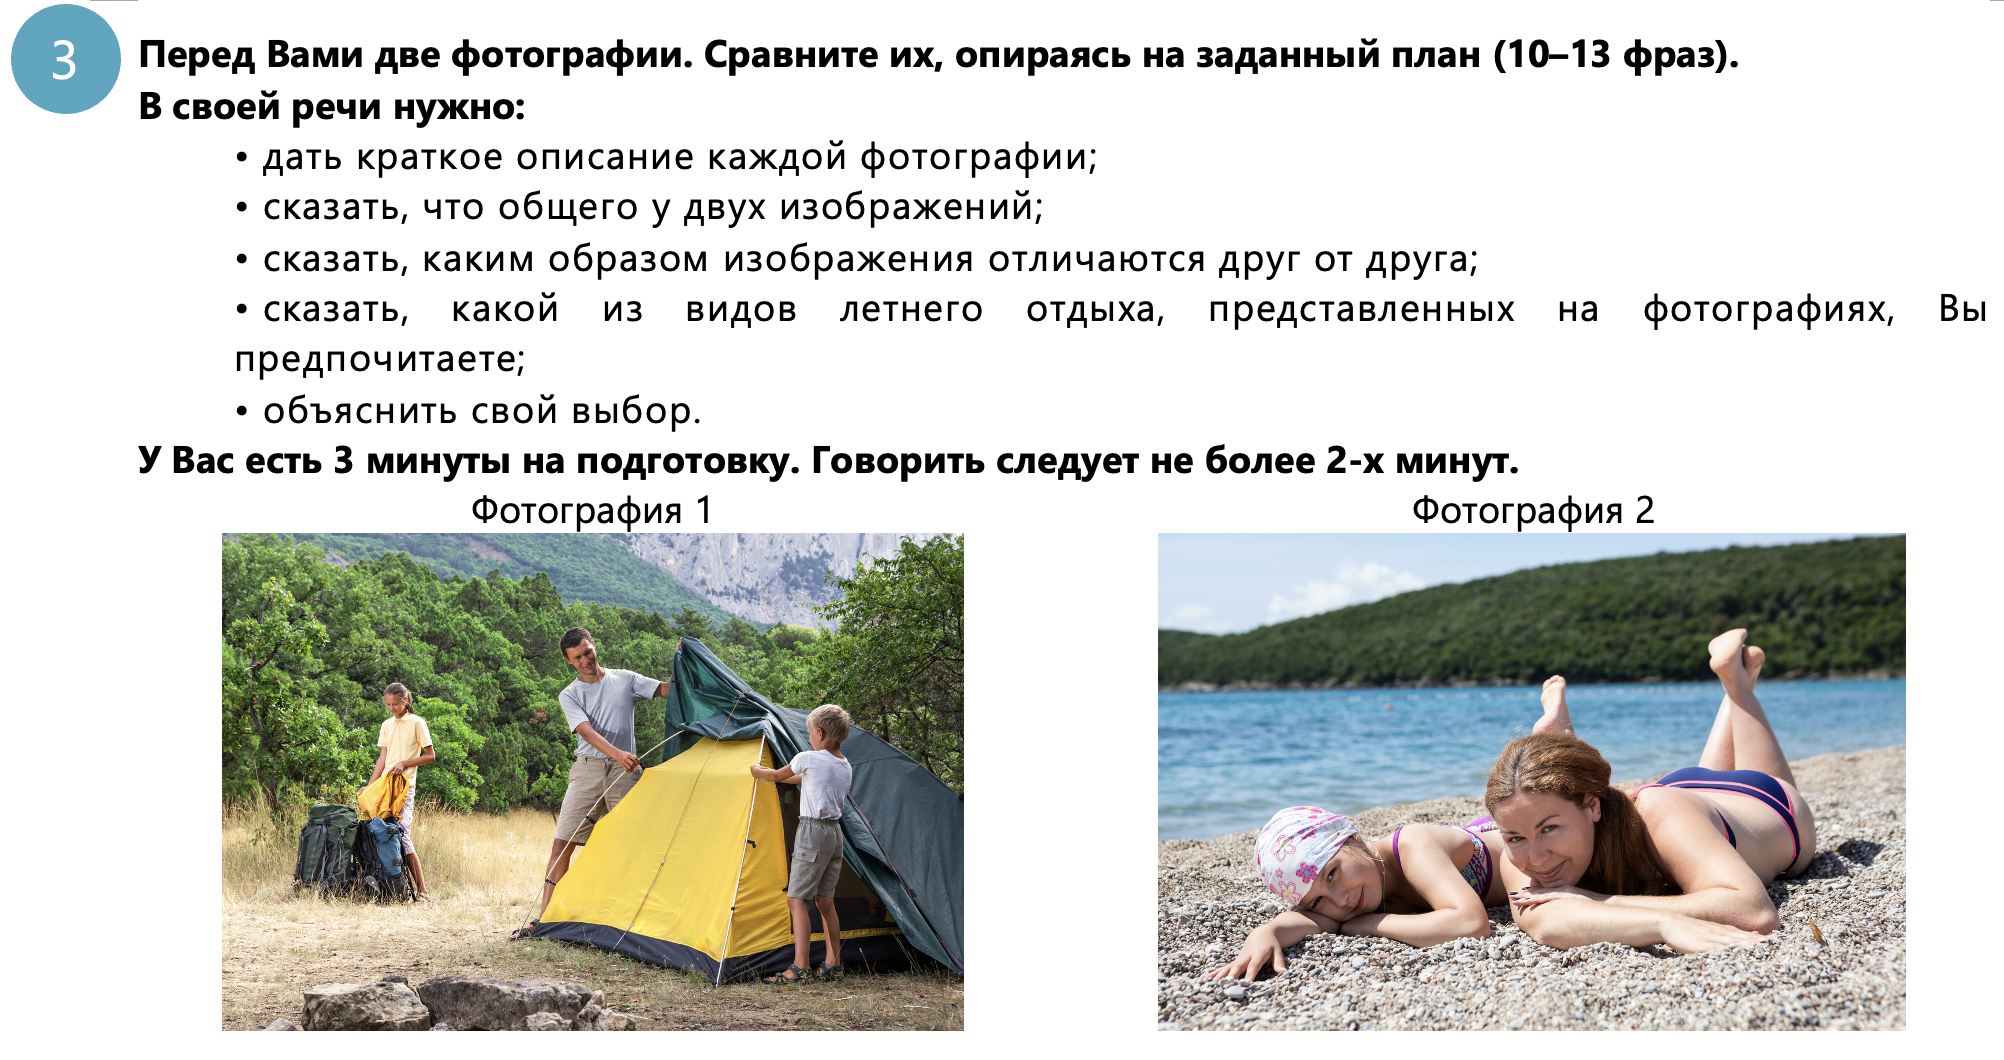 3
Перед Вами две фотографии. Сравните их, опираясь на заданный план (10–13 фраз).
В своей речи нужно:
• дать краткое описание каждой фотографии;
• сказать, что общего у двух изображений;
• сказать, каким образом изображения отличаются друг от друга;
• сказать, какой из видов летнего отдыха, представленных на фотографиях, Вы
предпочитаете;
• объяснить свой выбор.
У Вас есть 3 минуты на подготовку. Говорить следует не более 2-х минут.
Фотография 1
Фотография 2